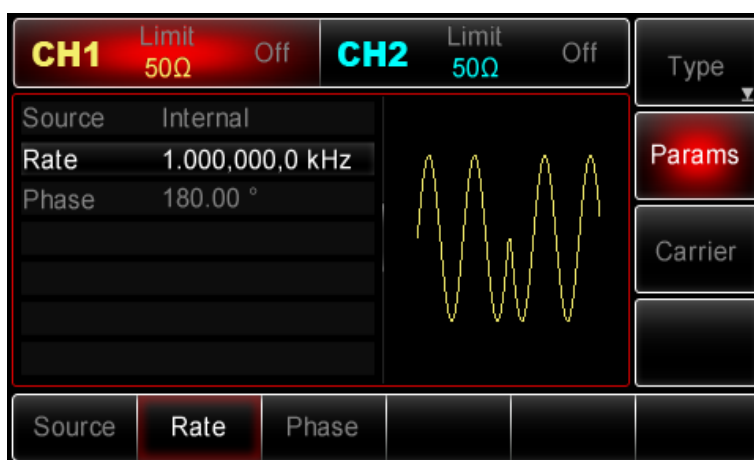 CH1 Limit Off
50Ω
CH2 Limit Off
50Ω
Type
Source Internal
Rate 1.000,000,0 kHz
Phase 180.00 °
Params
Carrier
Source Rate Phase